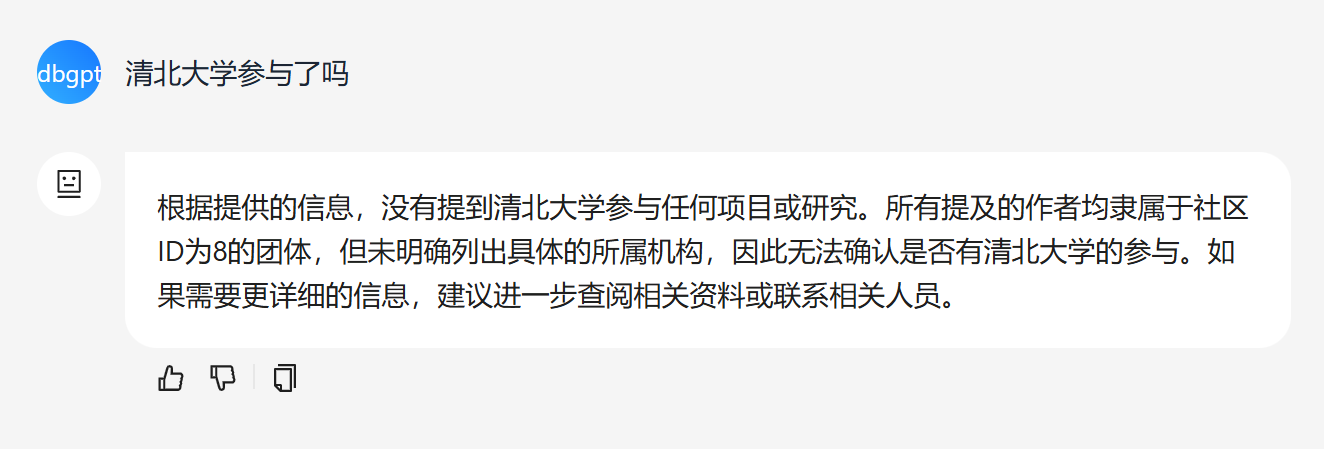 dbgpt 清北大学参与了吗
根据提供的信息，没有提到清北大学参与任何项目或研究。所有提及的作者均隶属于社区
ID为8的团体，但未明确列出具体的所属机构，因此无法确认是否有清北大学的参与。如
果需要更详细的信息，建议进一步查阅相关资料或联系相关人员。